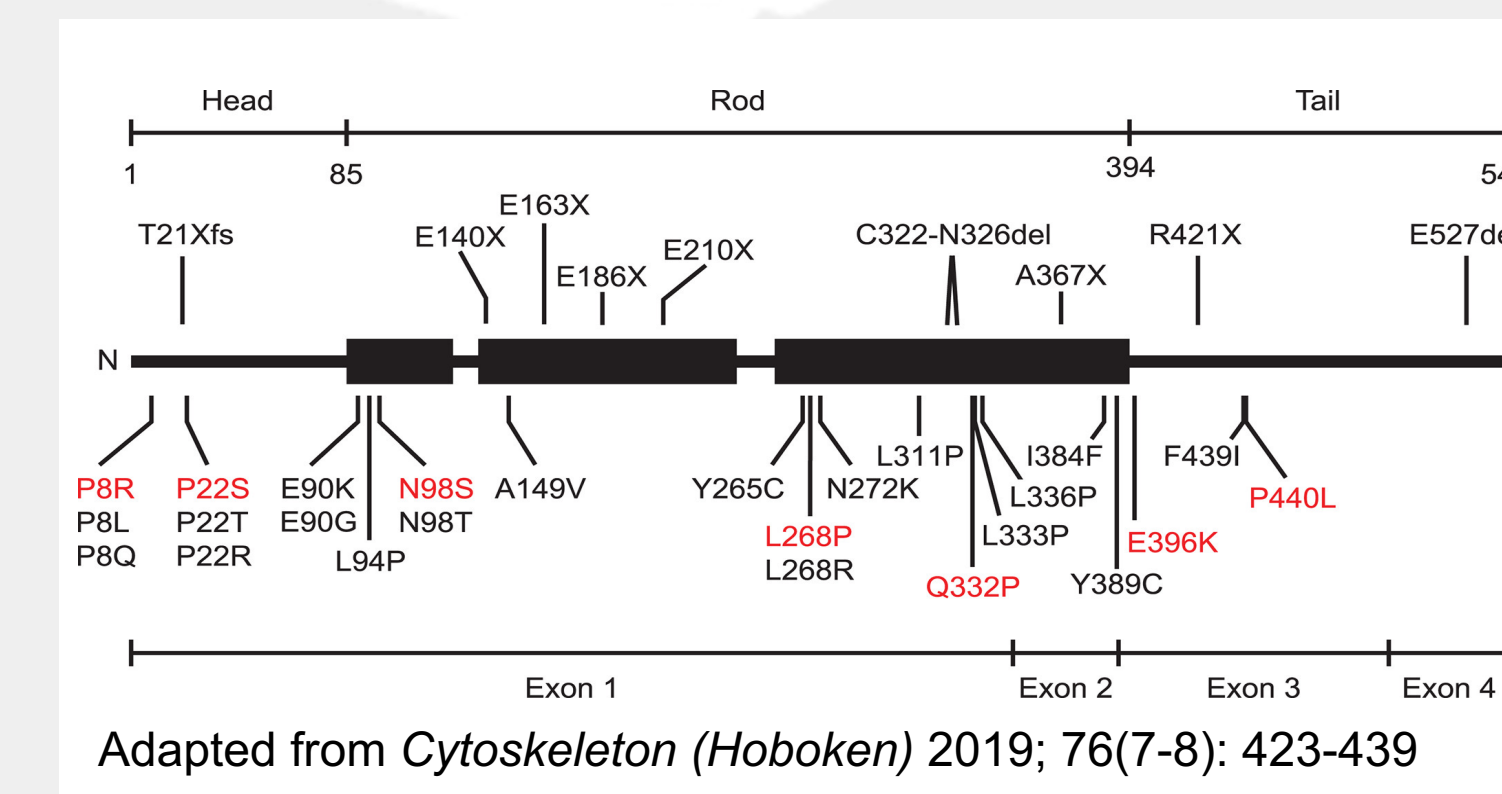 Head Rod Tail
1 85 394 54
E163X
T21Xfs E140X C322-N326del R421X E527de
E210X
E186X A367X
N
L311P I384F F439I
P8R P22S E90K N98S A149V Y265C N272K L336P P440L
P8L P22T E90G N98T L268P L333P E396K
P8Q P22R L94P L268R Q332P Y389C
Exon 1 Exon 2 Exon 3 Exon 4
Adapted from Cytoskeleton (Hoboken) 2019; 76(7-8): 423-439